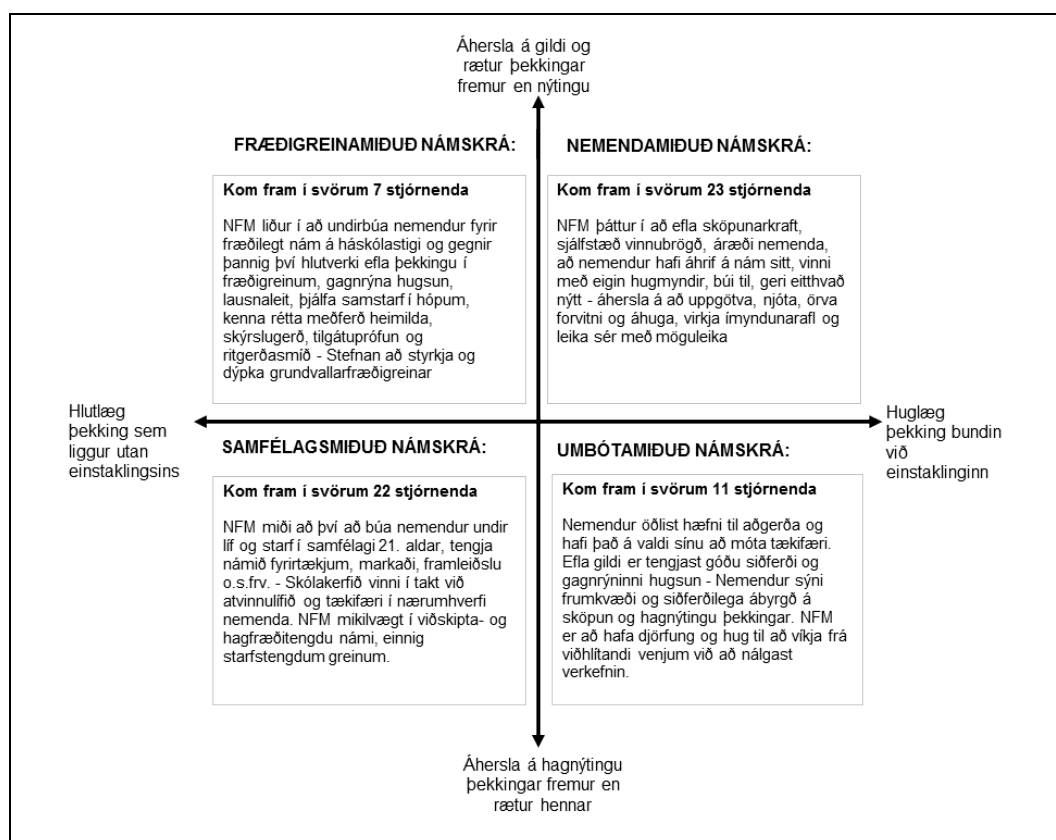 Áhersla á gildi og
rætur þekkingar
fremur en nýtingu
FRÆÐIGREINAMIÐUÐ NÁMSKRÁ:
Kom fram í svörum 7 stjórnenda
NFM liður í að undirbúa nemendur fyrir
fræðilegt nám á háskólastigi og gegnir
þannig því hlutverki efla þekkingu í
fræðigreinum, gagnrýna hugsun,
lausnaleit, þjálfa samstarf í hópum,
kenna rétta meðferð heimilda,
skýrslugerð, tilgátuprófun og
ritgerðasmíð - Stefnan að styrkja og
dýpka grundvallarfræðigreinar
NEMENDAMIÐUÐ NÁMSKRÁ:
Kom fram í svörum 23 stjórnenda
NFM þáttur í að efla sköpunarkraft,
sjálfstæð vinnubrögð, áræði nemenda,
að nemendur hafi áhrif á nám sitt, vinni
með eigin hugmyndir, búi til, geri eitthvað
nýtt - áhersla á að uppgötva, njóta, örva
forvitni og áhuga, virkja ímyndunarafl og
leika sér með möguleika
Hlutlæg
þekking sem
liggur utan
einstaklingsins
Huglæg
þekking bundin
við
einstaklinginn
SAMFÉLAGSMIÐUÐ NÁMSKRÁ:
Kom fram í svörum 22 stjórnenda
NFM miði að því að búa nemendur undir
líf og starf í samfélagi 21. aldar, tengja
námið fyrirtækjum, markaði, framleiðslu
o.s.frv. - Skólakerfið vinni í takt við
atvinnulífið og tækifæri í nærumhverfi
nemenda. NFM mikilvægt í viðskipta- og
hagfræðitengdu námi, einnig
starfstengdum greinum.
UMBÓTAMIÐUÐ NÁMSKRÁ:
Kom fram í svörum 11 stjórnenda
Nemendur öðlist hæfni til aðgerða og
hafi það á valdi sínu að móta tækifæri.
Efla gildi er tengjast góðu siðferði og
gagnrýninni hugsun - Nemendur sýni
frumkvæði og siðferðilega ábyrgð á
sköpun og hagnýtingu þekkingar. NFM
er að hafa djörfung og hug til að víkja frá
viðhlítandi venjum við að nálgast
verkefnin.
Áhersla á hagnýtingu
þekkingar fremur en
rætur hennar